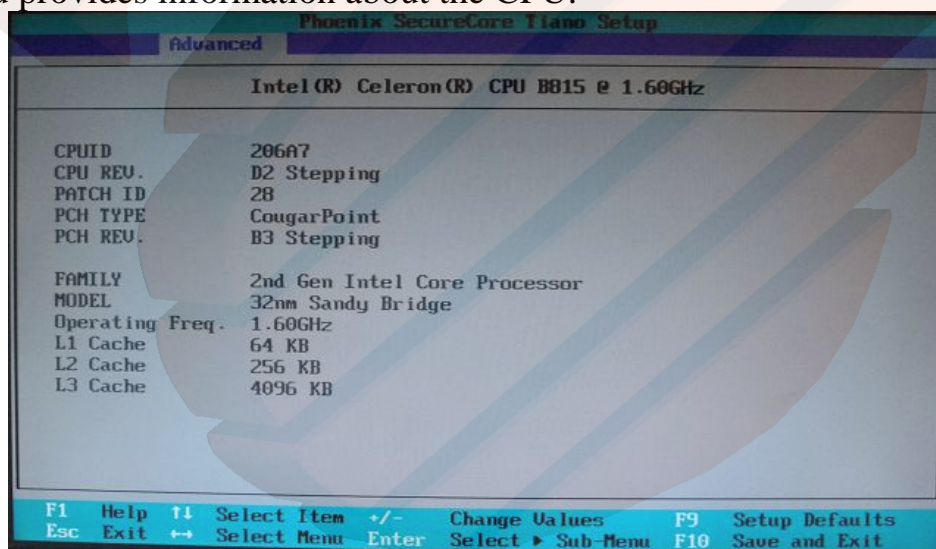 provides information about the CPU.
Phoenix SecureCore Tiano Setup
Advanced
Intel(R) Celeron(R) CPU B815 @ 1.60GHz
CPUID 206A7
CPU REV. D2 Stepping
PATCH ID 28
PCH TYPE CougarPoint
PCH REV. B3 Stepping
FAMILY 2nd Gen Intel Core Processor
MODEL 32nm Sandy Bridge
Operating Freq. 1.60GHz
L1 Cache 64 KB
L2 Cache 256 KB
L3 Cache 4096 KB
F1 Help ↑↓ Select Item +/- Change Values F9 Setup Defaults
Esc Exit ↔ Select Menu Enter Select ▶ Sub-Menu F10 Save and Exit